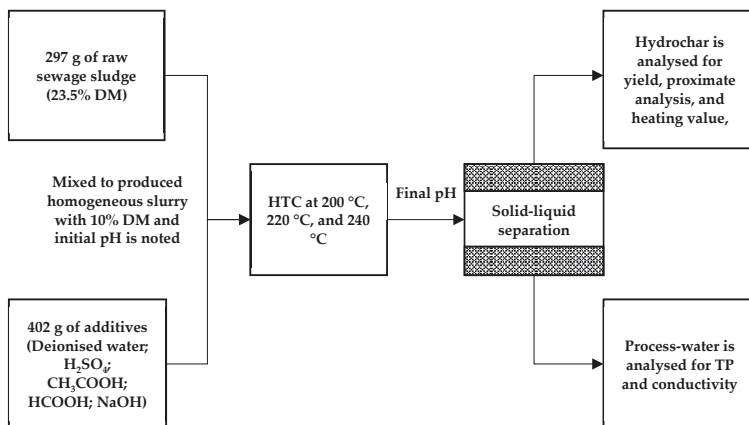 297 g of raw
sewage sludge
(23.5% DM)
Mixed to produced
homogeneous slurry
with 10% DM and
initial pH is noted
402 g of additives
(Deionised water;
H₂SO₄;
CH₃COOH;
HCOOH; NaOH)
HTC at 200 °C,
220 °C, and 240
°C
Final pH
Solid-liquid
separation
Hydrochar is
analysed for
yield, proximate
analysis, and
heating value,
Process-water is
analysed for TP
and conductivity